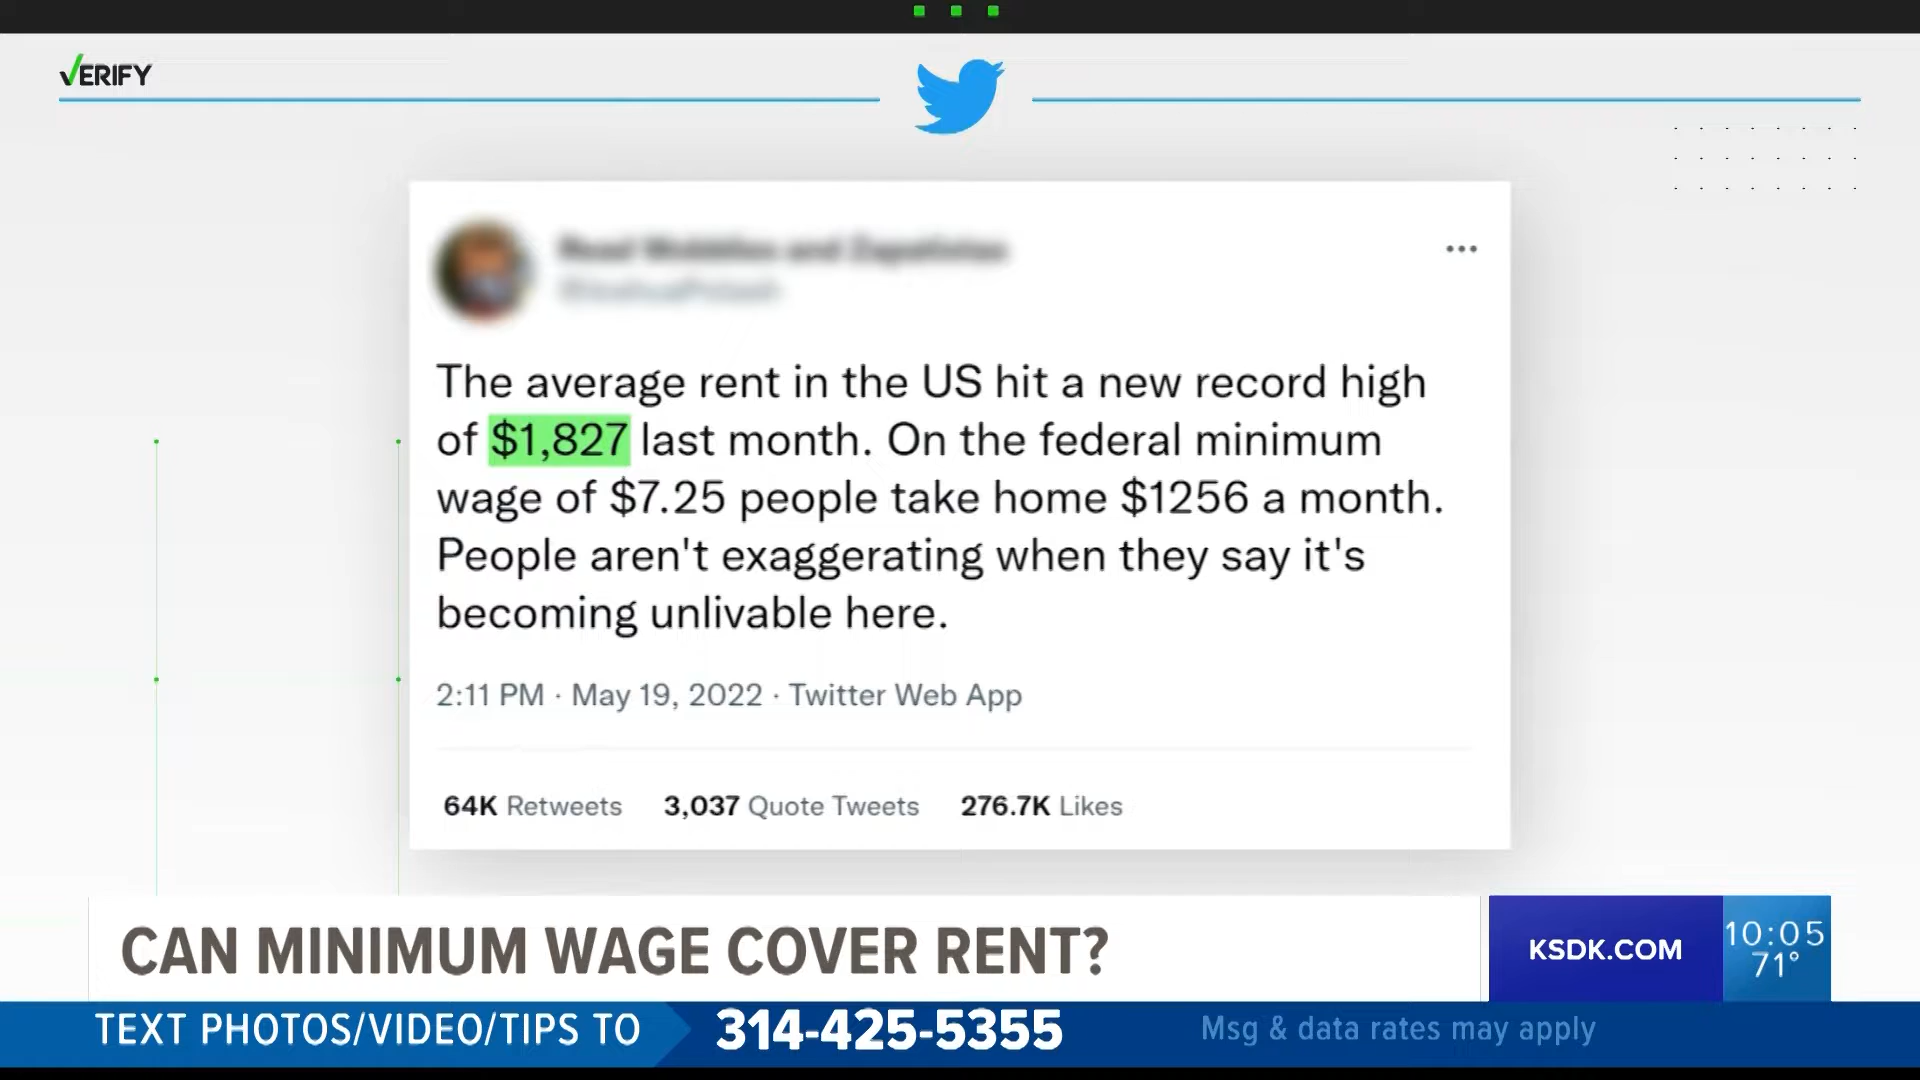 VERIFY
The average rent in the US hit a new record high
of $1,827 last month. On the federal minimum
wage of $7.25 people take home $1256 a month.
People aren't exaggerating when they say it's
becoming unlivable here.
2:11 PM · May 19, 2022 · Twitter Web App
64K Retweets 3,037 Quote Tweets 276.7K Likes
CAN MINIMUM WAGE COVER RENT?
KSDK.COM
10:05
71°
TEXT PHOTOS/VIDEO/TIPS TO 314-425-5355 Msg & data rates may apply